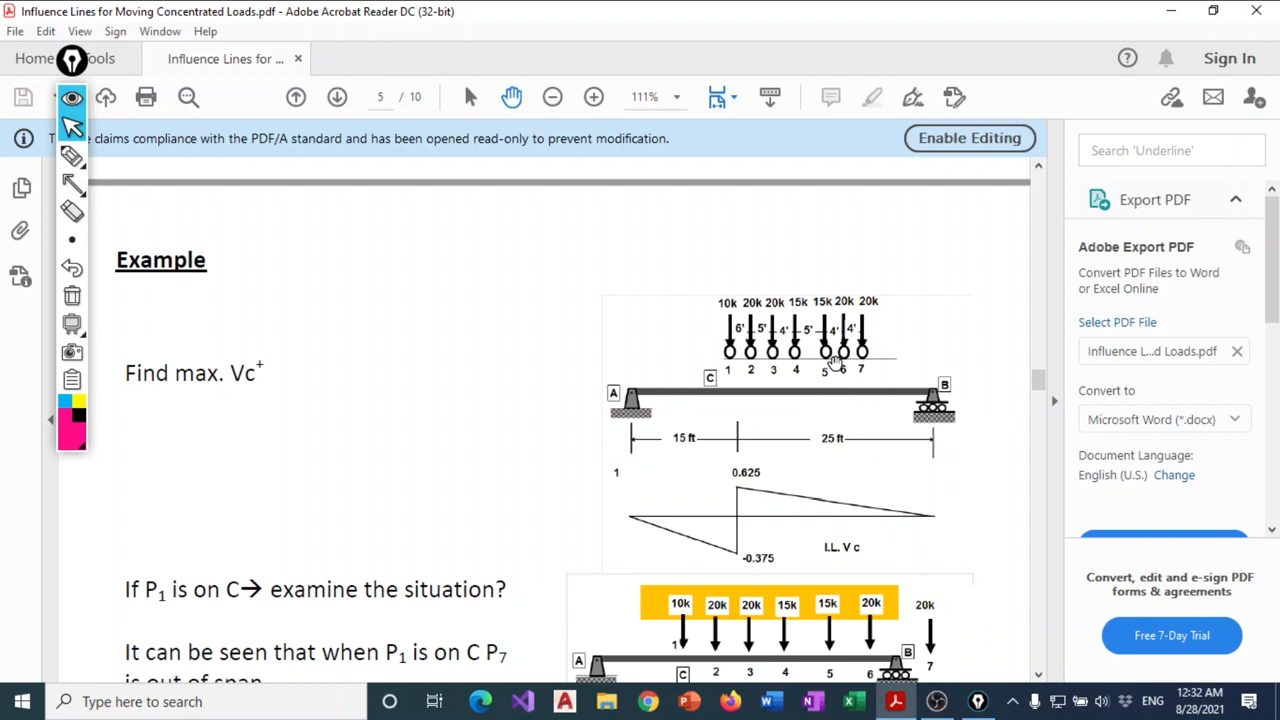 Influence Lines for Moving Concentrated Loads.pdf - Adobe Acrobat Reader DC (32-bit)
File Edit View Sign Window Help
Home Tools Influence Lines for ... ×
Sign In
5 / 10 111%
claims compliance with the PDF/A standard and has been opened read-only to prevent modification.
Enable Editing
Search 'Underline'
Export PDF
Adobe Export PDF
Convert PDF Files to Word
or Excel Online
Select PDF File
Influence L...d Loads.pdf
Convert to
Microsoft Word (*.docx)
Document Language:
English (U.S.) Change
Convert, edit and e-sign PDF
forms & agreements
Free 7-Day Trial
Example
Find max. Vc+
10k 20k 20k 15k 15k 20k 20k
6' 5' 4' 5' 4' 4'
1 2 3 4 5 6 7
C
A B
15 ft 25 ft
1 0.625
-0.375 I.L. V c
If P1 is on C→ examine the situation?
It can be seen that when P1 is on C P7
is out of span
10k 20k 20k 15k 15k 20k 20k
1
A B
C 2 3 4 5 6 7
Type here to search
ENG
12:32 AM
8/28/2021